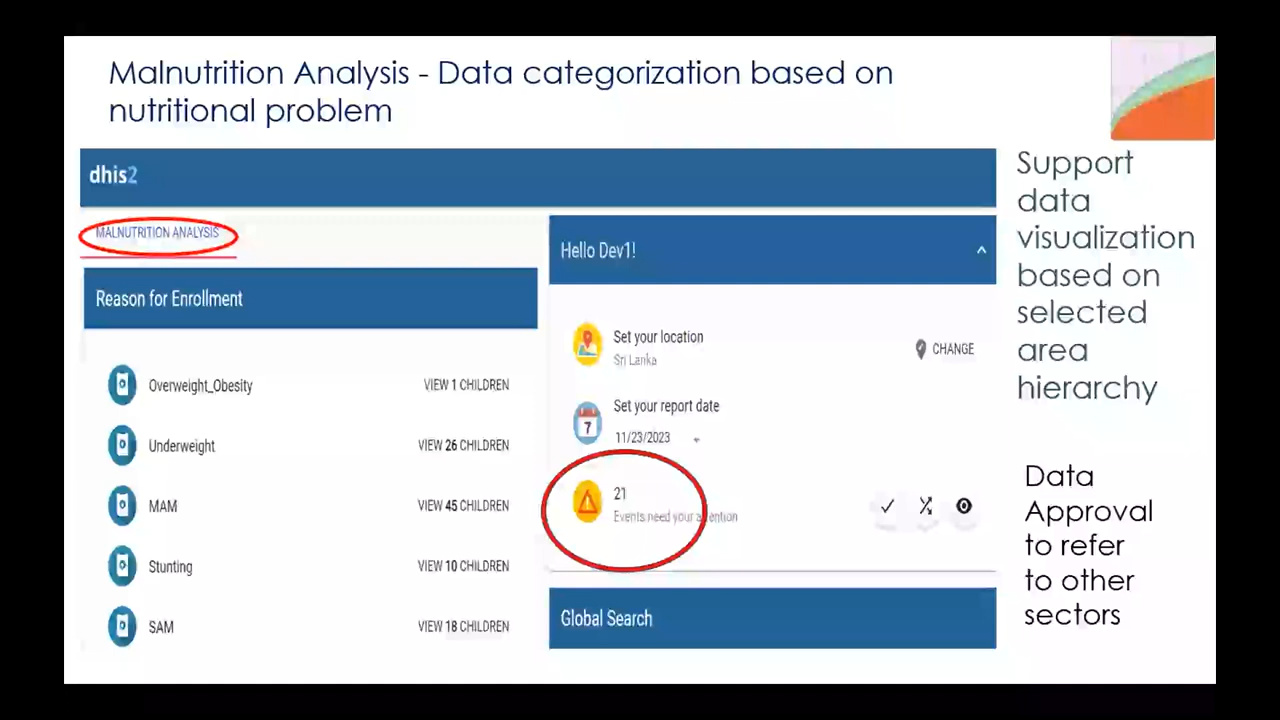 Malnutrition Analysis - Data categorization based on
nutritional problem
dhis2
MALNUTRITION ANALYSIS
Reason for Enrollment
Overweight_Obesity VIEW 1 CHILDREN
Underweight VIEW 26 CHILDREN
MAM VIEW 45 CHILDREN
Stunting VIEW 10 CHILDREN
SAM VIEW 18 CHILDREN
Hello Dev1!
Set your location
Sri Lanka
CHANGE
Set your report date
7
11/23/2023
21
Events need your attention
Global Search
Support
data
visualization
based on
selected
area
hierarchy
Data
Approval
to refer
to other
sectors